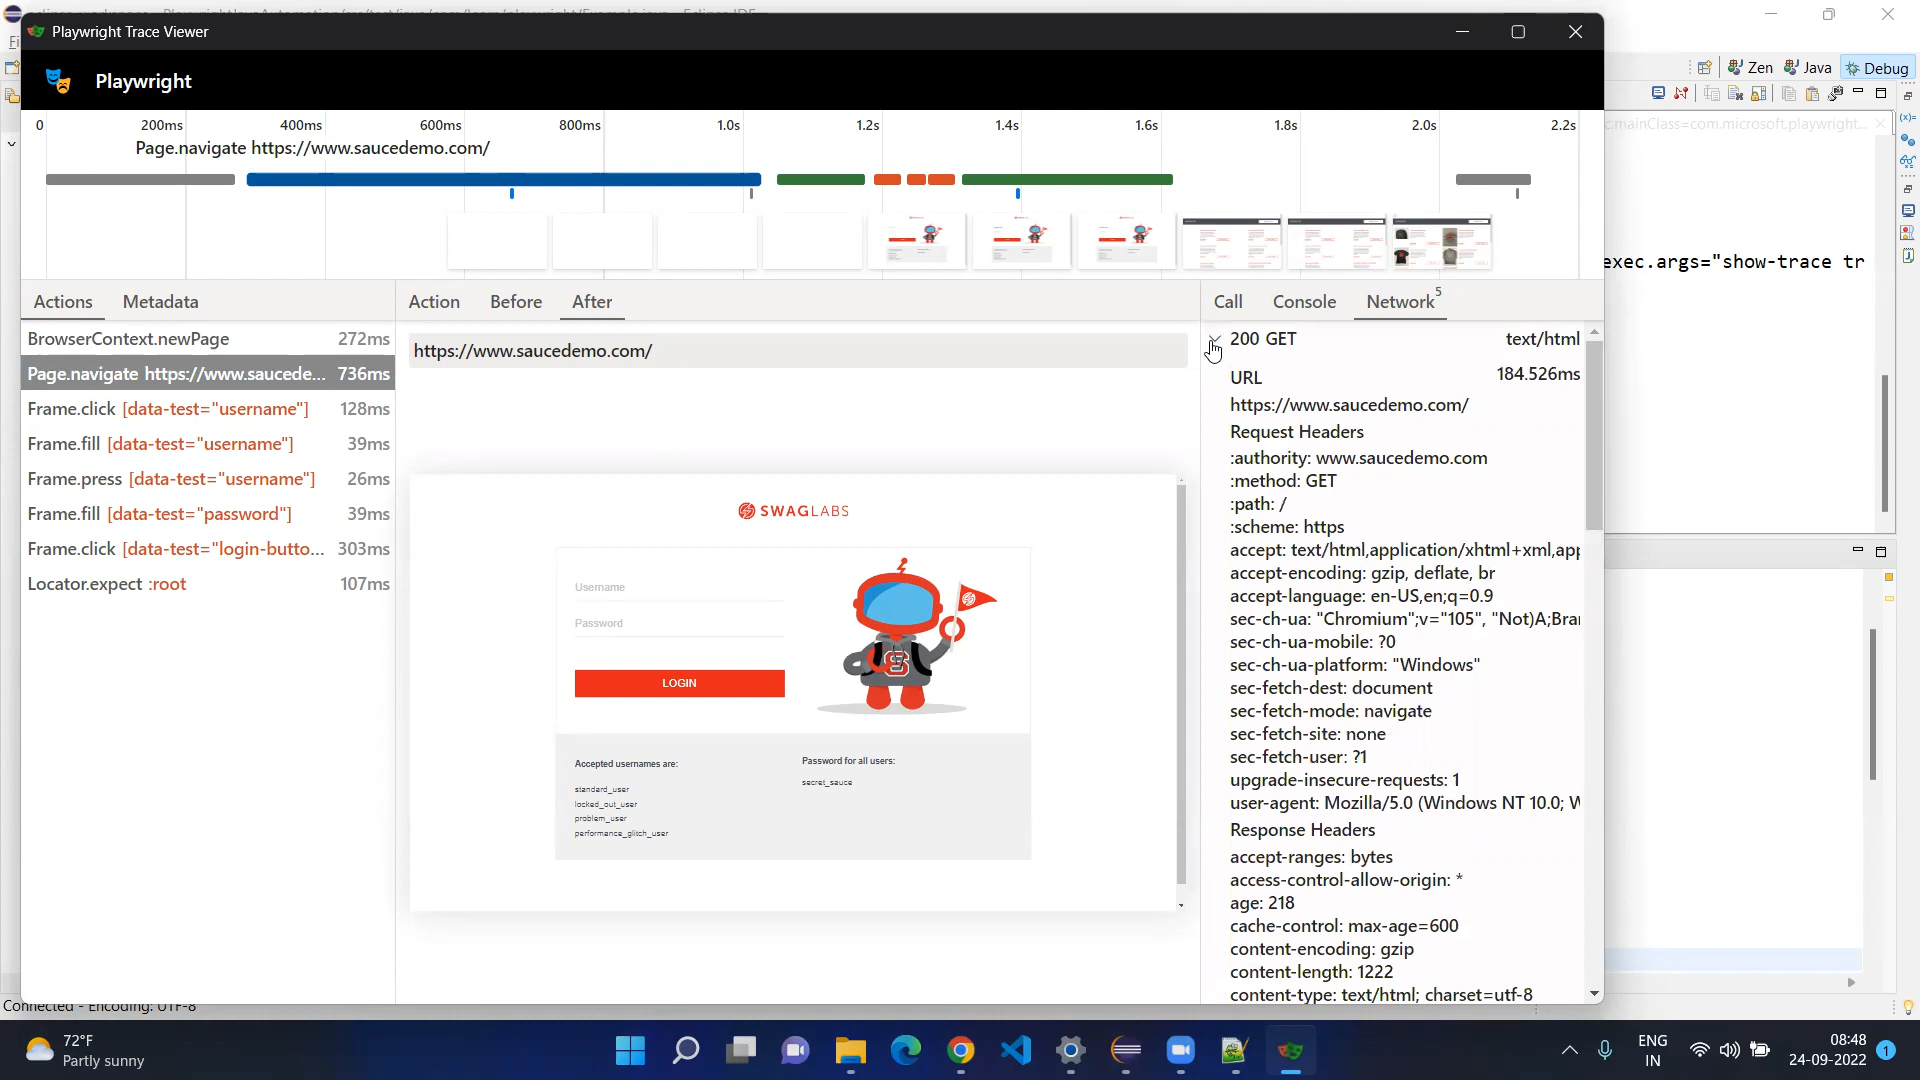 Playwright Trace Viewer
Playwright
0 200ms 400ms 600ms 800ms 1.0s 1.2s 1.4s 1.6s 1.8s 2.0s 2.2s
Page.navigate https://www.saucedemo.com/
Zen Java Debug
c.mainClass=com.microsoft.playwright...
exec.args="show-trace tr
Actions Metadata
BrowserContext.newPage 272ms
Page.navigate https://www.saucede... 736ms
Frame.click [data-test="username"] 128ms
Frame.fill [data-test="username"] 39ms
Frame.press [data-test="username"] 26ms
Frame.fill [data-test="password"] 39ms
Frame.click [data-test="login-butto... 303ms
Locator.expect :root 107ms
Action Before After
https://www.saucedemo.com/
SWAGLABS
Username
Password
LOGIN
Accepted usernames are:
standard_user
locked_out_user
problem_user
performance_glitch_user
Password for all users:
secret_sauce
Call Console Network 5
200 GET text/html
URL 184.526ms
https://www.saucedemo.com/
Request Headers
:authority: www.saucedemo.com
:method: GET
:path: /
:scheme: https
accept: text/html,application/xhtml+xml,app
accept-encoding: gzip, deflate, br
accept-language: en-US,en;q=0.9
sec-ch-ua: "Chromium";v="105", "Not)A;Bra
sec-ch-ua-mobile: ?0
sec-ch-ua-platform: "Windows"
sec-fetch-dest: document
sec-fetch-mode: navigate
sec-fetch-site: none
sec-fetch-user: ?1
upgrade-insecure-requests: 1
user-agent: Mozilla/5.0 (Windows NT 10.0; W
Response Headers
accept-ranges: bytes
access-control-allow-origin: *
age: 218
cache-control: max-age=600
content-encoding: gzip
content-length: 1222
content-type: text/html; charset=utf-8
Connected - Encoding: UTF-8
72°F
Partly sunny
ENG
IN
08:48
24-09-2022
1